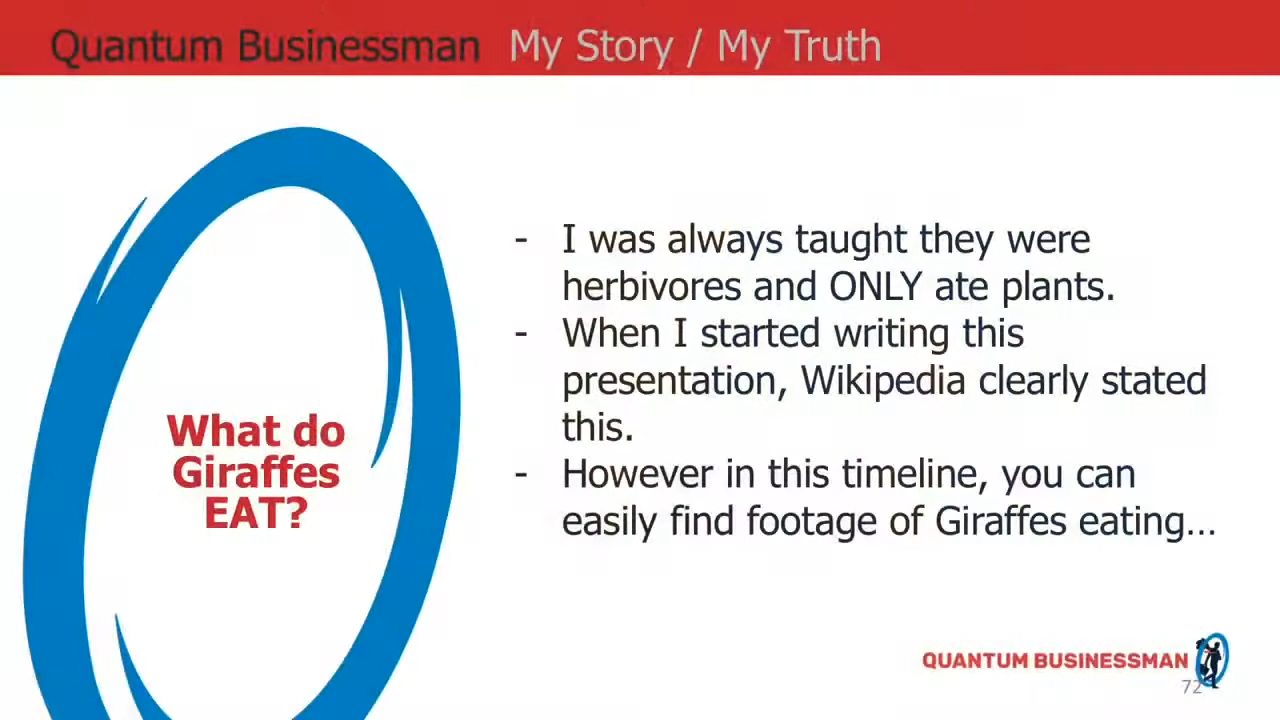 Quantum Businessman My Story / My Truth
What do
Giraffes
EAT?
- I was always taught they were
herbivores and ONLY ate plants.
- When I started writing this
presentation, Wikipedia clearly stated
this.
- However in this timeline, you can
easily find footage of Giraffes eating…
QUANTUM BUSINESSMAN
72